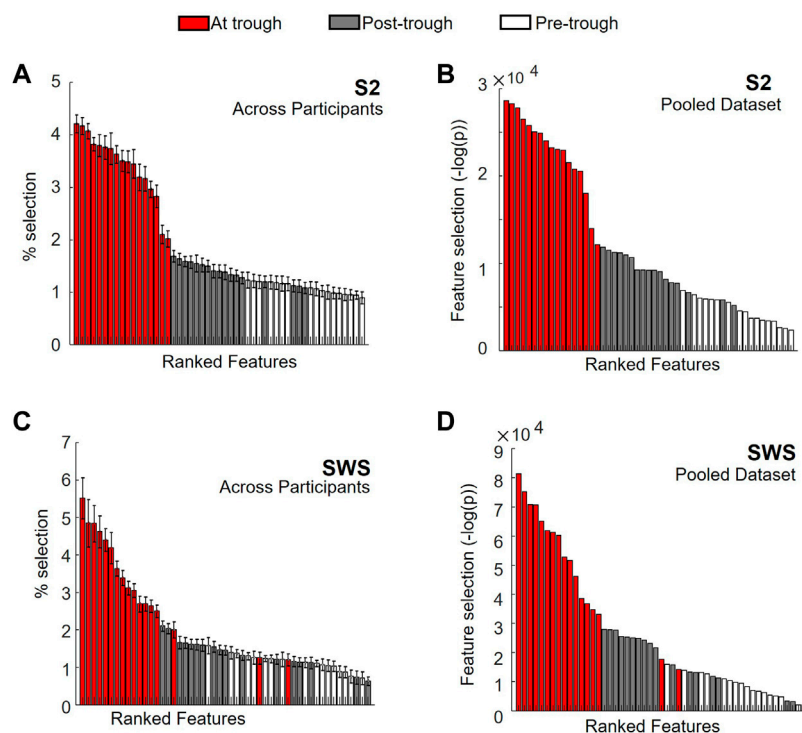 At trough Post-trough Pre-trough
A
S2
Across Participants
5
4
3
2
1
0
% selection
Ranked Features
B
3 ×10 4
S2
Pooled Dataset
2
1
0
Feature selection (-log(p))
Ranked Features
C
7
SWS
Across Participants
6
5
4
3
2
1
0
% selection
Ranked Features
D
×10 4
9
SWS
Pooled Dataset
8
7
6
5
4
3
2
1
0
Feature selection (-log(p))
Ranked Features